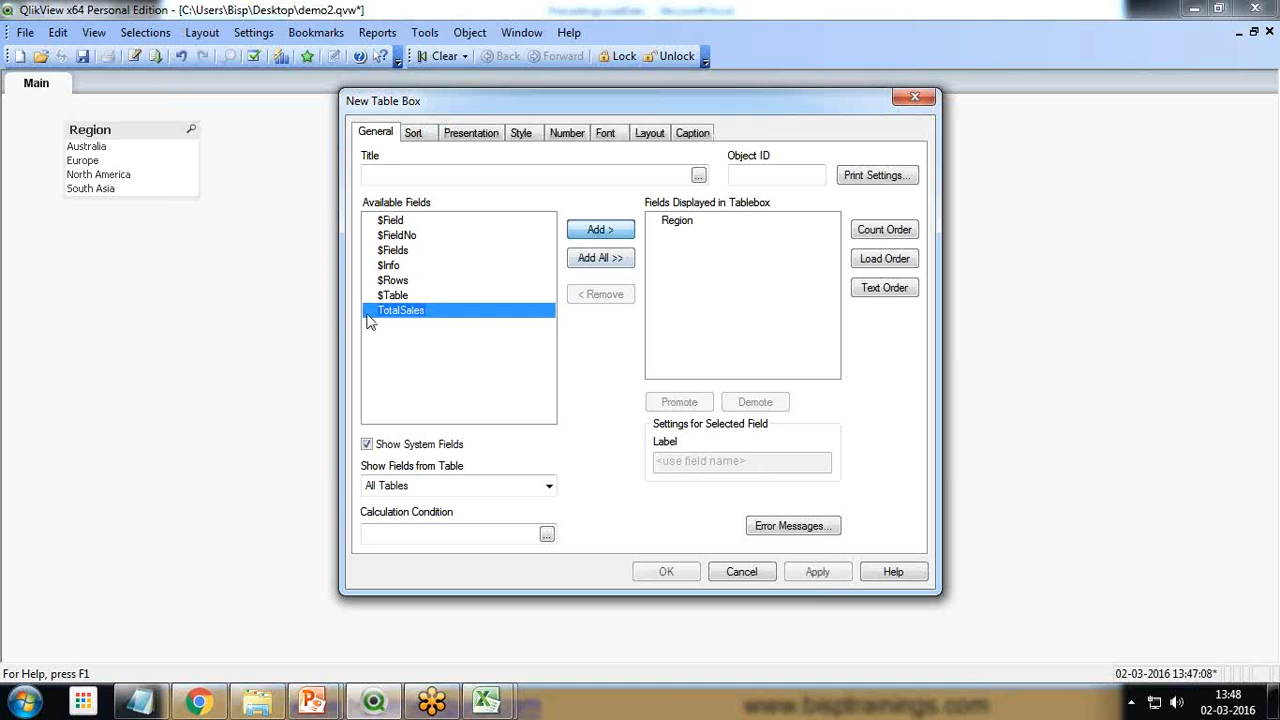 QlikView x64 Personal Edition - [C:\Users\Bisp\Desktop\demo2.qvw*]
File Edit View Selections Layout Settings Bookmarks Reports Tools Object Window Help
Clear Back Forward Lock Unlock
Main
Region
Australia
Europe
North America
South Asia
New Table Box
General Sort Presentation Style Number Font Layout Caption
Title
Object ID
...
Print Settings...
Available Fields
Fields Displayed in Tablebox
$Field
$FieldNo
$Fields
$Info
$Rows
$Table
TotalSales
Add >
Add All >>
< Remove
Region
Count Order
Load Order
Text Order
Promote Demote
Settings for Selected Field
Label
<use field name>
Show System Fields
Show Fields from Table
All Tables
Calculation Condition
...
Error Messages...
OK Cancel Apply Help
For Help, press F1
02-03-2016 13:47:08*
13:48
02-03-2016
www.bisptrainings.com